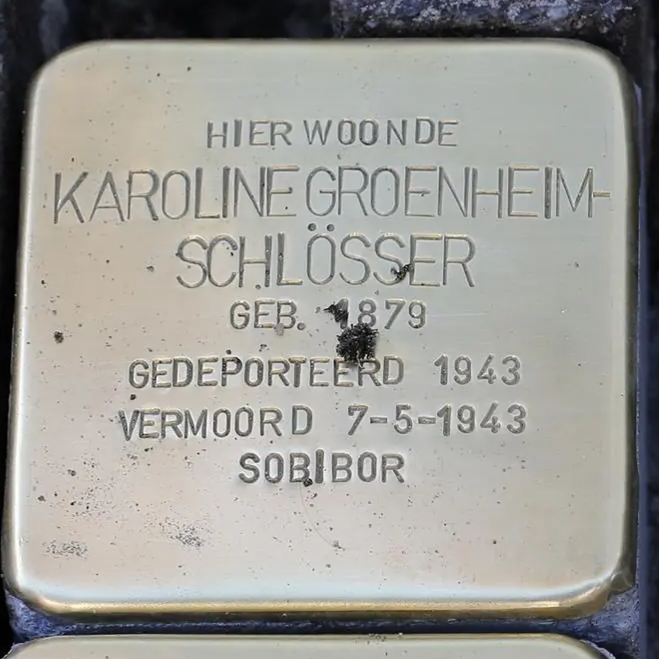 HIER WOONDE
KAROLINE GROENHEIM-
SCHLÖSSER
GEB. 1879
GEDEPORTEERD 1943
VERMOORD 7-5-1943
SOBIBOR